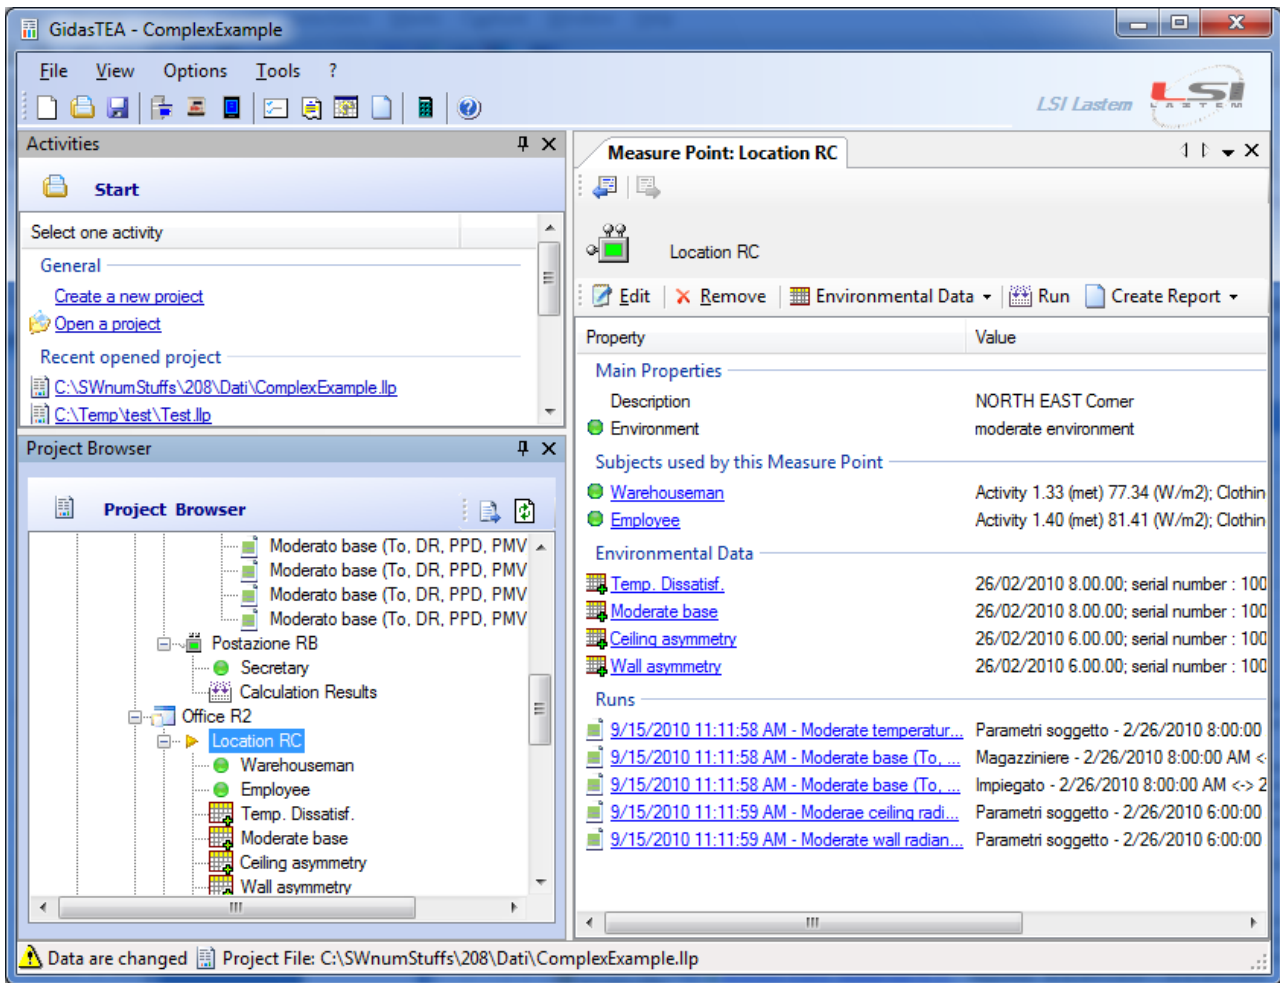 GidasTEA - ComplexExample
File View Options Tools ?
LSI Lastem
LSI
LASTEM
Activities
Start
Select one activity
General
Create a new project
Open a project
Recent opened project
C:\SWnumStuffs\208\Dati\ComplexExample.llp
C:\Temp\test\Test.llp
Project Browser
Project Browser
Moderato base (To, DR, PPD, PMV
Moderato base (To, DR, PPD, PMV
Moderato base (To, DR, PPD, PMV
Moderato base (To, DR, PPD, PMV
Postazione RB
Secretary
Calculation Results
Office R2
Location RC
Warehouseman
Employee
Temp. Dissatisf.
Moderate base
Ceiling asymmetry
Wall asymmetry
Measure Point: Location RC
Location RC
Edit Remove Environmental Data Run Create Report
Property Value
Main Properties
Description NORTH EAST Corner
Environment moderate environment
Subjects used by this Measure Point
Warehouseman Activity 1.33 (met) 77.34 (W/m2); Clothin
Employee Activity 1.40 (met) 81.41 (W/m2); Clothin
Environmental Data
Temp. Dissatisf. 26/02/2010 8.00.00; serial number : 100
Moderate base 26/02/2010 8.00.00; serial number : 100
Ceiling asymmetry 26/02/2010 6.00.00; serial number : 100
Wall asymmetry 26/02/2010 6.00.00; serial number : 100
Runs
9/15/2010 11:11:58 AM - Moderate temperatur... Parametri soggetto - 2/26/2010 8:00:00
9/15/2010 11:11:58 AM - Moderate base (To, ... Magazziniere - 2/26/2010 8:00:00 AM <-
9/15/2010 11:11:58 AM - Moderate base (To, ... Impiegato - 2/26/2010 8:00:00 AM <-> 2
9/15/2010 11:11:59 AM - Moderae ceiling radi... Parametri soggetto - 2/26/2010 6:00:00
9/15/2010 11:11:59 AM - Moderate wall radian... Parametri soggetto - 2/26/2010 6:00:00
Data are changed Project File: C:\SWnumStuffs\208\Dati\ComplexExample.llp